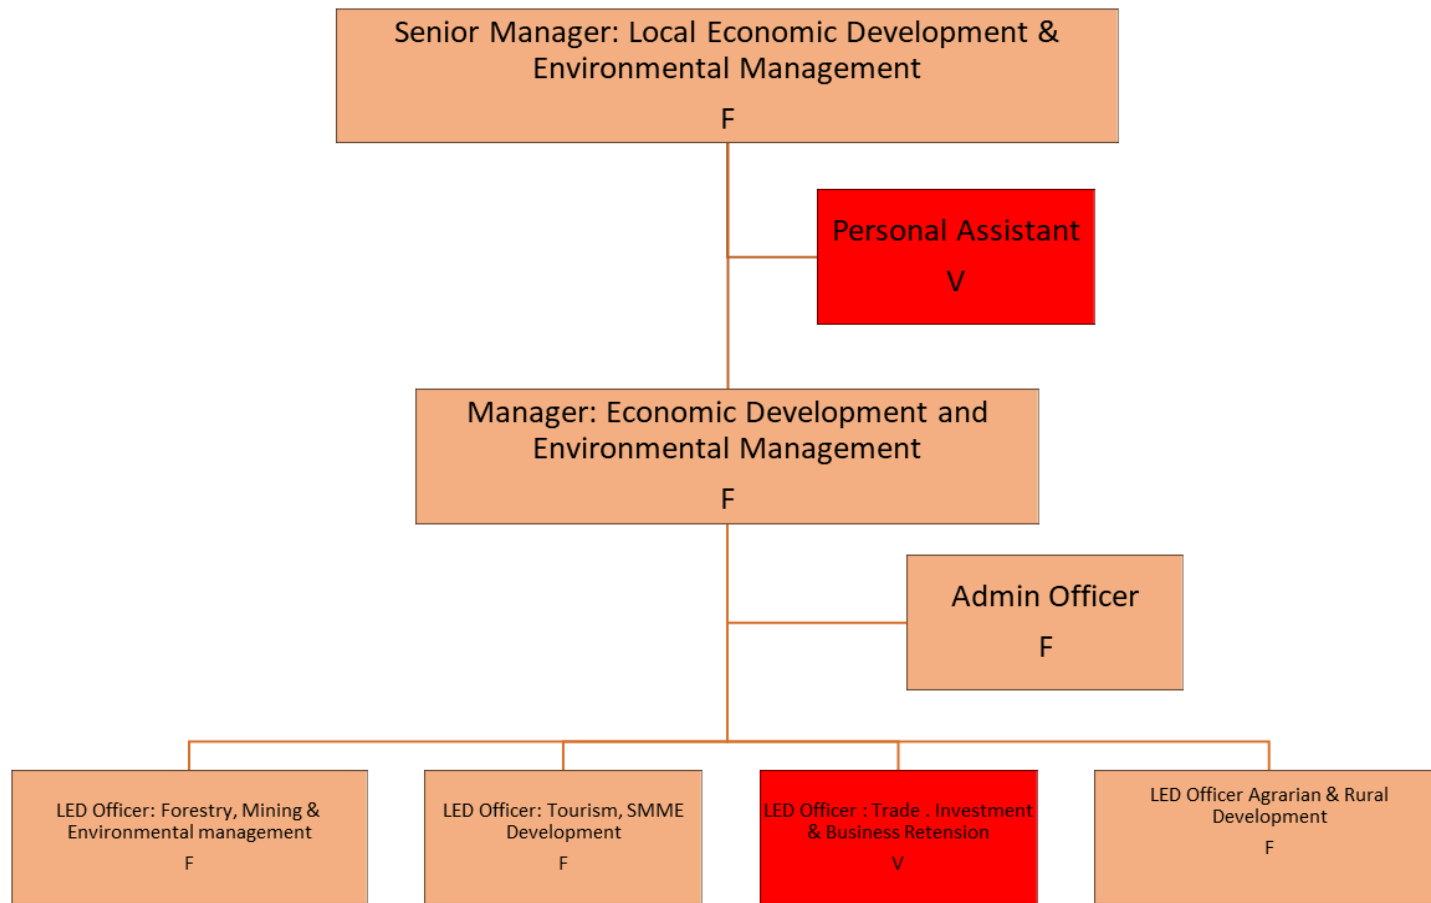 Senior Manager: Local Economic Development &
Environmental Management
F
Personal Assistant
V
Manager: Economic Development and
Environmental Management
F
Admin Officer
F
LED Officer: Forestry, Mining &
Environmental management
F
LED Officer: Tourism, SMME
Development
F
LED Officer : Trade . Investment
& Business Retension
V
LED Officer Agrarian & Rural
Development
F